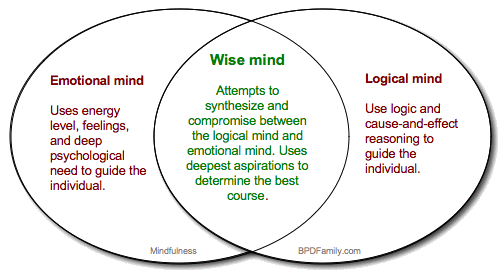 Emotional mind
Uses energy
level, feelings,
and deep
psychological
need to guide the
individual.
Wise mind
Attempts to
synthesize and
compromise between
the logical mind and
emotional mind. Uses
deepest aspirations to
determine the best
course.
Logical mind
Use logic and
cause-and-effect
reasoning to
guide the
individual.
Mindfulness
BPDFamily.com